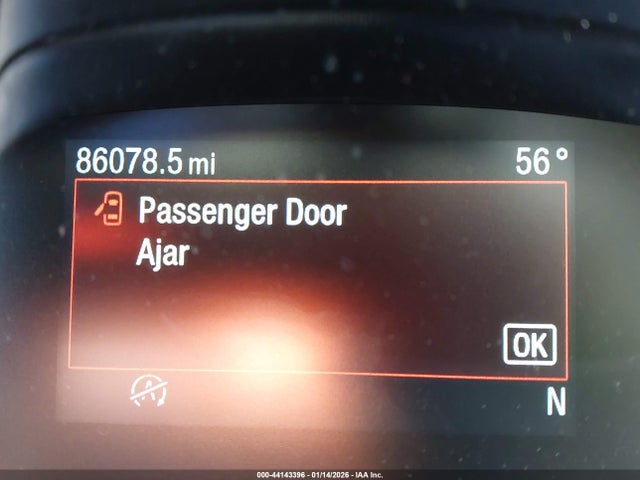 86078.5 mi 56°
Passenger Door
Ajar
OK
A
N
000-44143396 - 01/14/2026 - IAA Inc.